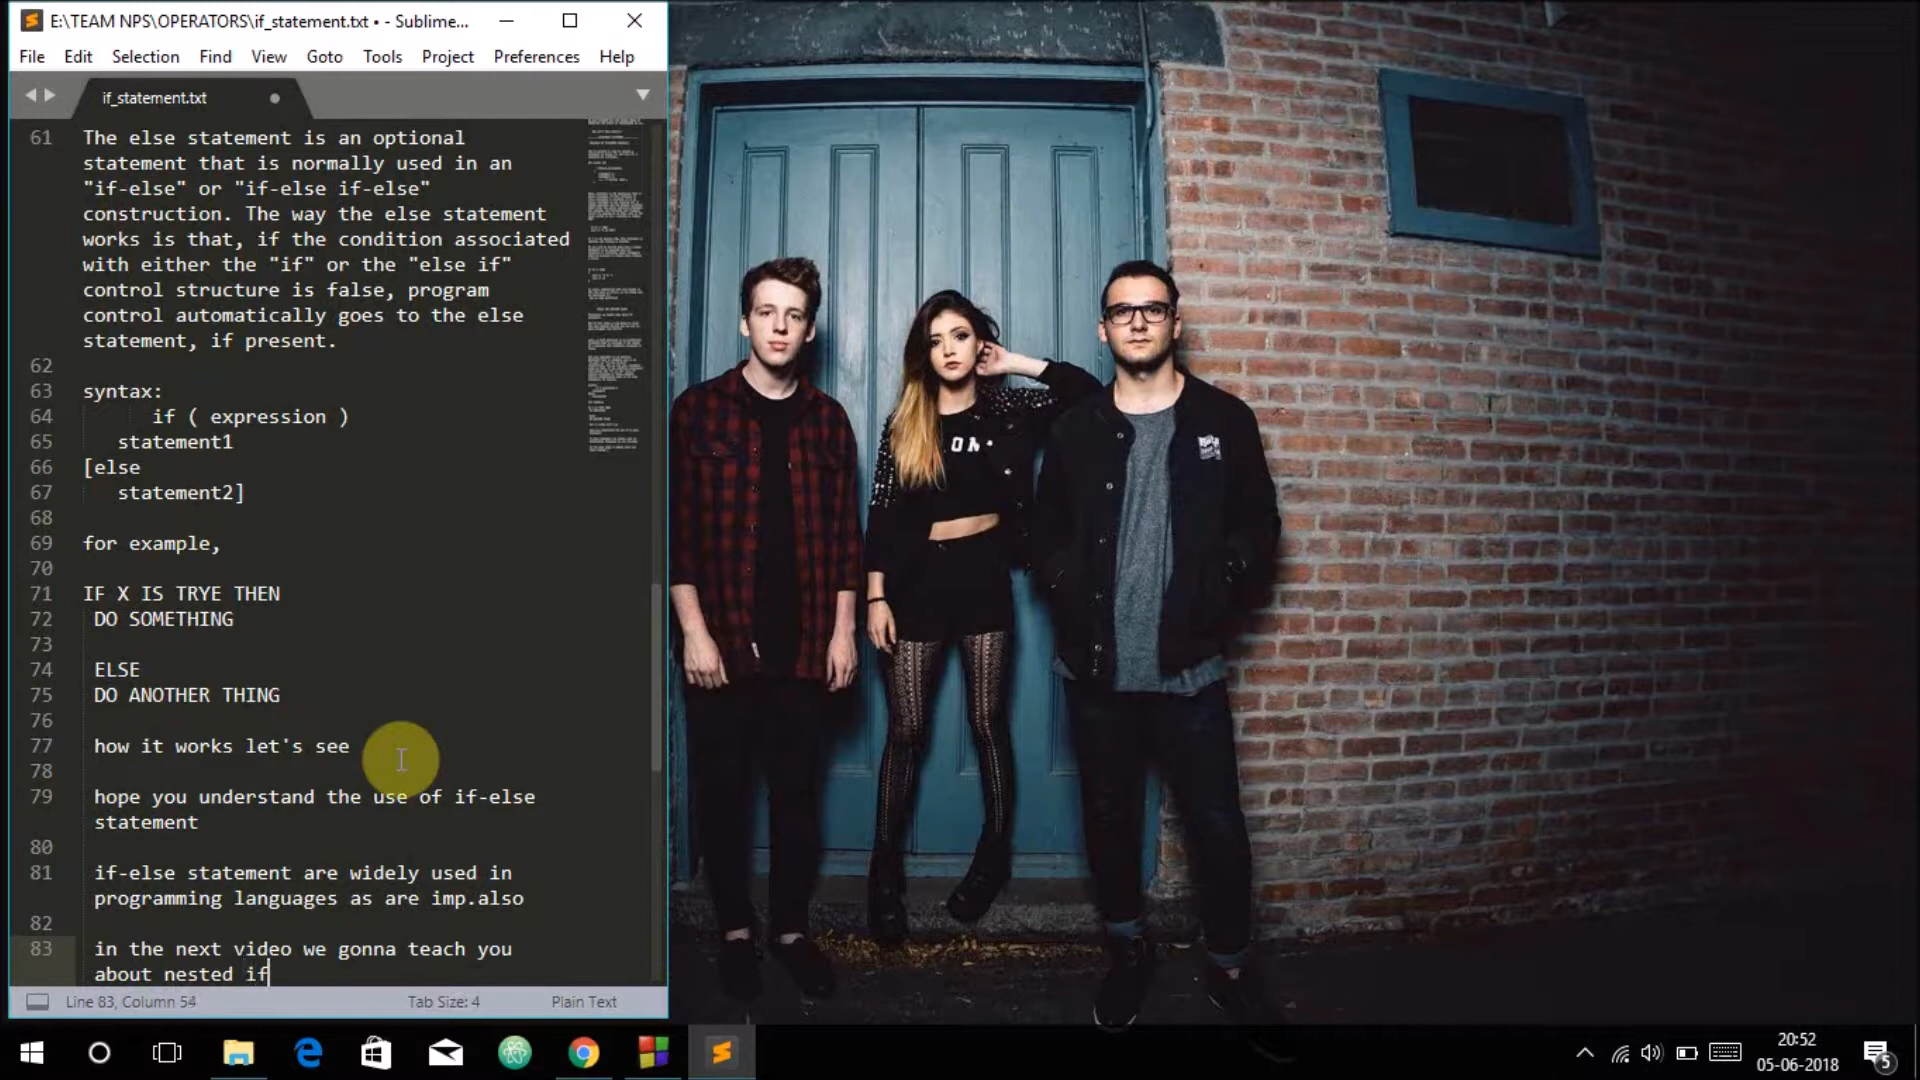 E:\TEAM NPS\OPERATORS\if_statement.txt • - Sublime...
File Edit Selection Find View Goto Tools Project Preferences Help
if_statement.txt
61 The else statement is an optional
statement that is normally used in an
"if-else" or "if-else if-else"
construction. The way the else statement
works is that, if the condition associated
with either the "if" or the "else if"
control structure is false, program
control automatically goes to the else
statement, if present.
62
63 syntax:
64 if ( expression )
65 statement1
66 [else
67 statement2]
68
69 for example,
70
71 IF X IS TRYE THEN
72 DO SOMETHING
73
74 ELSE
75 DO ANOTHER THING
76
77 how it works let's see
78
79 hope you understand the use of if-else
statement
80
81 if-else statement are widely used in
programming languages as are imp.also
82
83 in the next video we gonna teach you
about nested if
Line 83, Column 54 Tab Size: 4 Plain Text
20:52
05-06-2018
5